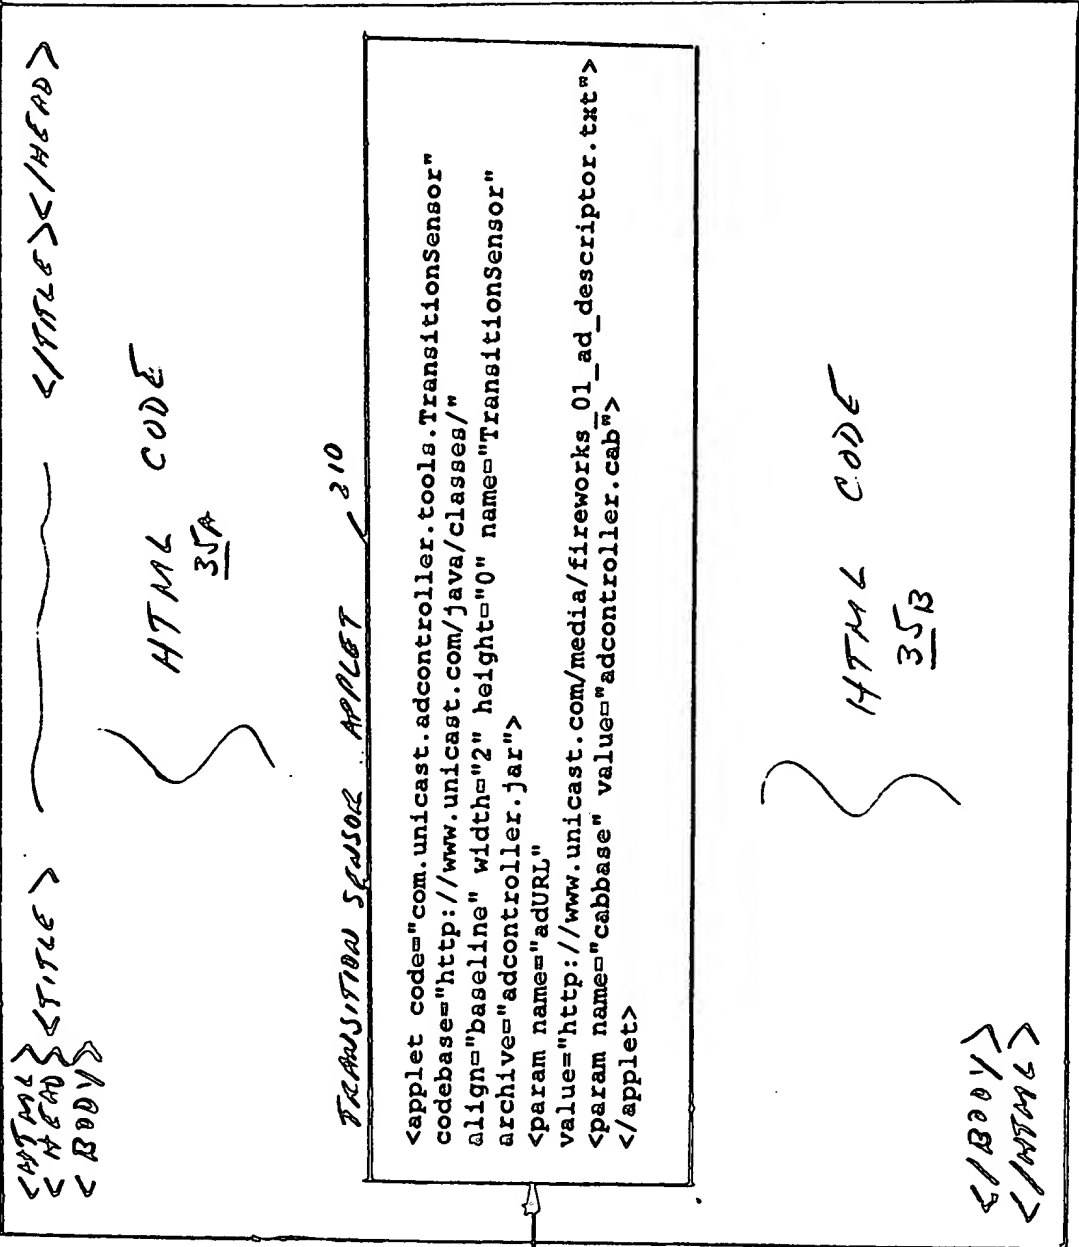 <HTML>
<HEAD><TITLE> </TITLE></HEAD>
<BODY>
HTML CODE
35A
TRANSITION SENSOR APPLET 210
<applet code="com.unicast.adcontroller.tools.TransitionSensor"
codebase="http://www.unicast.com/java/classes/"
align="baseline" width="2" height="0" name="TransitionSensor"
archive="adcontroller.jar">
<param name="adURL"
value="http://www.unicast.com/media/fireworks_01_ad_descriptor.txt">
<param name="cabbase" value="adcontroller.cab">
</applet>
HTML CODE
35B
</BODY>
</HTML>